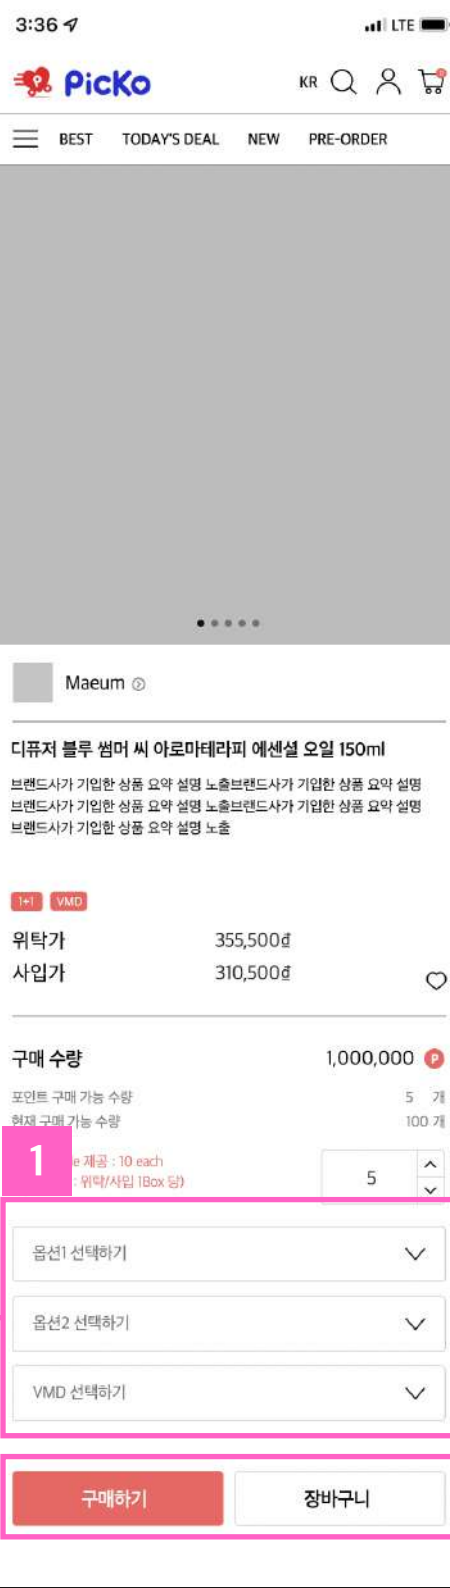 3:36 LTE
PicKo KR
BEST TODAY'S DEAL NEW PRE-ORDER
Maeum
디퓨저 블루 썸머 씨 아로마테라피 에센셜 오일 150ml
브랜드사가 기입한 상품 요약 설명 노출브랜드사가 기입한 상품 요약 설명
브랜드사가 기입한 상품 요약 설명 노출브랜드사가 기입한 상품 요약 설명
브랜드사가 기입한 상품 요약 설명 노출
1+1 VMD
위탁가 355,500₫
사입가 310,500₫
구매 수량 1,000,000 P
포인트 구매 가능 수량 5 개
현재 구매 가능 수량 100 개
1
e 제공 : 10 each
: 위탁/사입 1Box 당)
5
옵션1 선택하기
옵션2 선택하기
VMD 선택하기
구매하기 장바구니